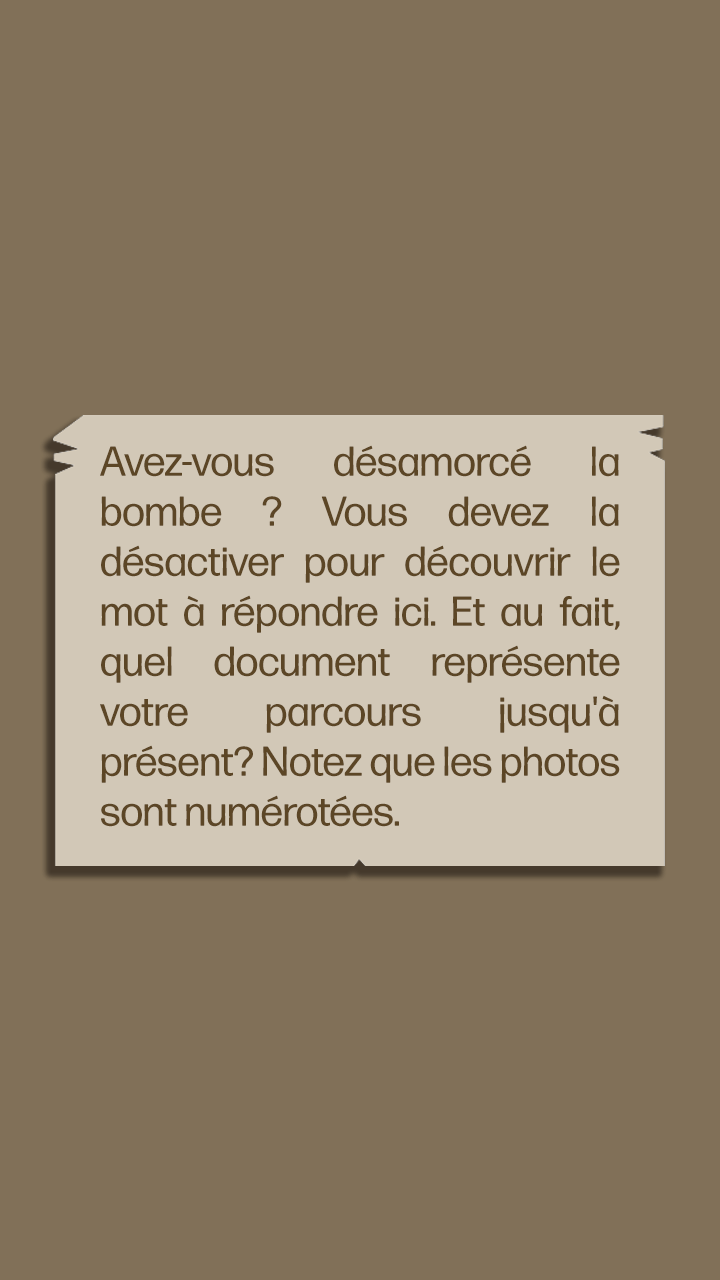 Avez-vous désamorcé la
bombe ? Vous devez la
désactiver pour découvrir le
mot à répondre ici. Et au fait,
quel document représente
votre parcours jusqu'à
présent? Notez que les photos
sont numérotées.